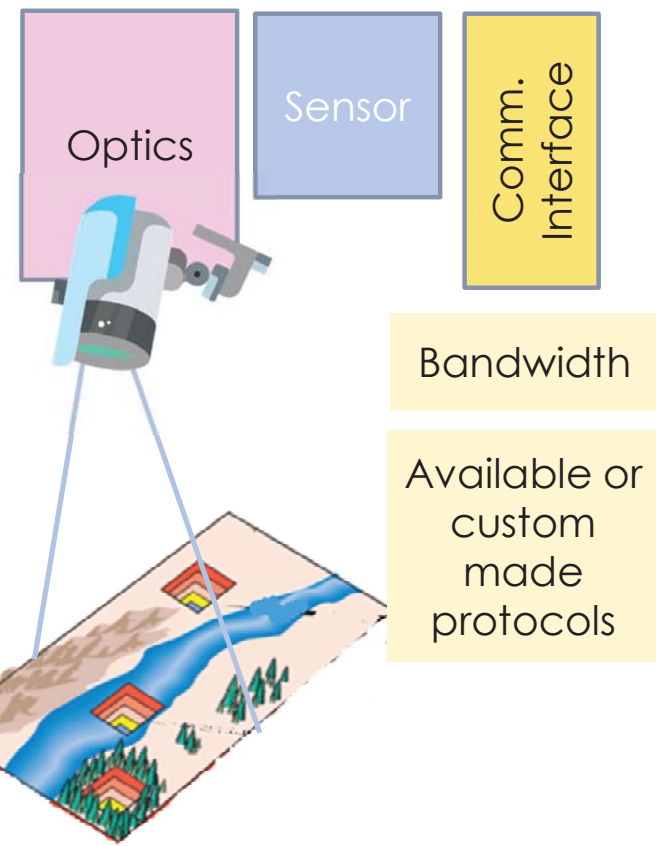 Optics
Sensor
Comm.
Interface
Bandwidth
Available or
custom
made
protocols